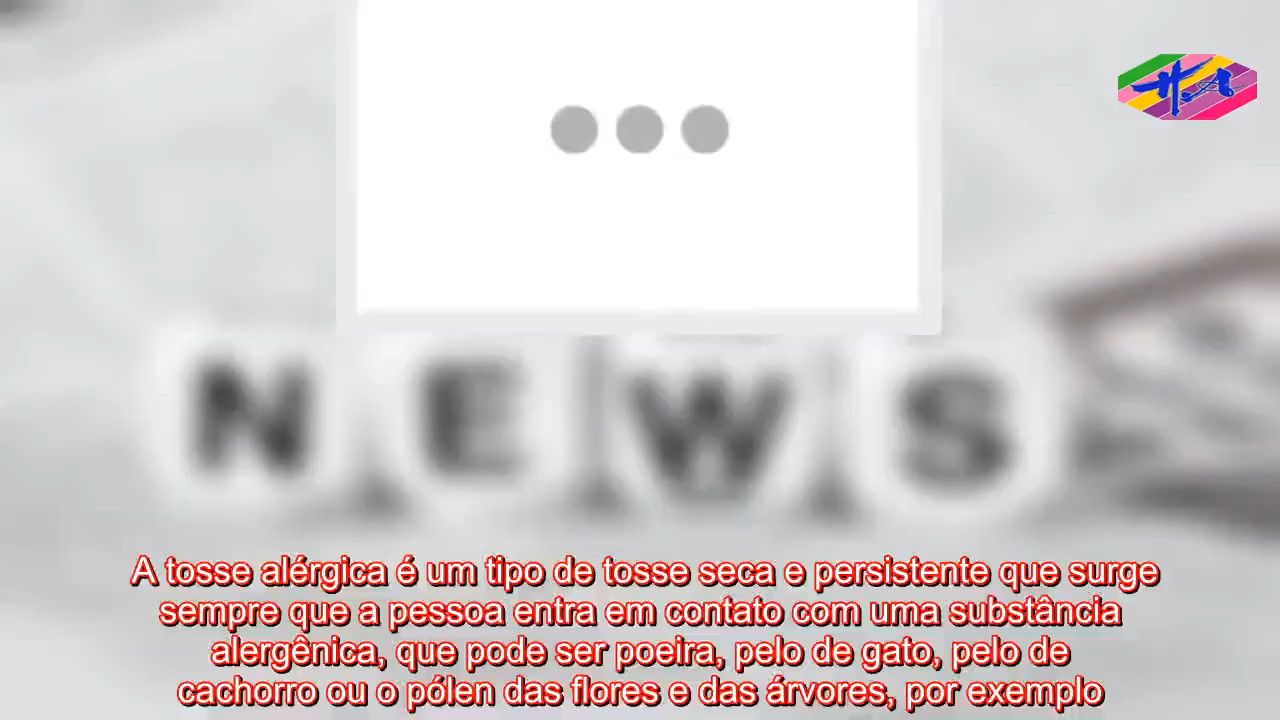 H.A
NEWS
A tosse alérgica é um tipo de tosse seca e persistente que surge
sempre que a pessoa entra em contato com uma substância
alergênica, que pode ser poeira, pelo de gato, pelo de
cachorro ou o pólen das flores e das árvores, por exemplo